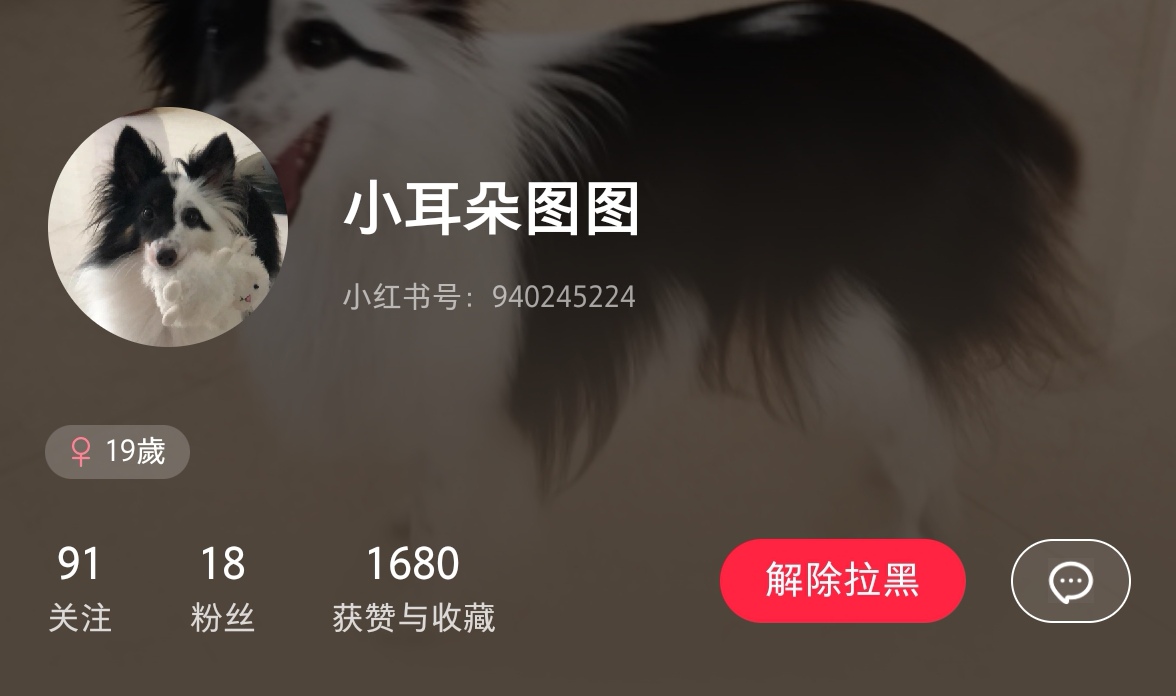 小耳朵图图
小红书号：940245224
♀ 19歲
91 18 1680
关注 粉丝 获赞与收藏
解除拉黑